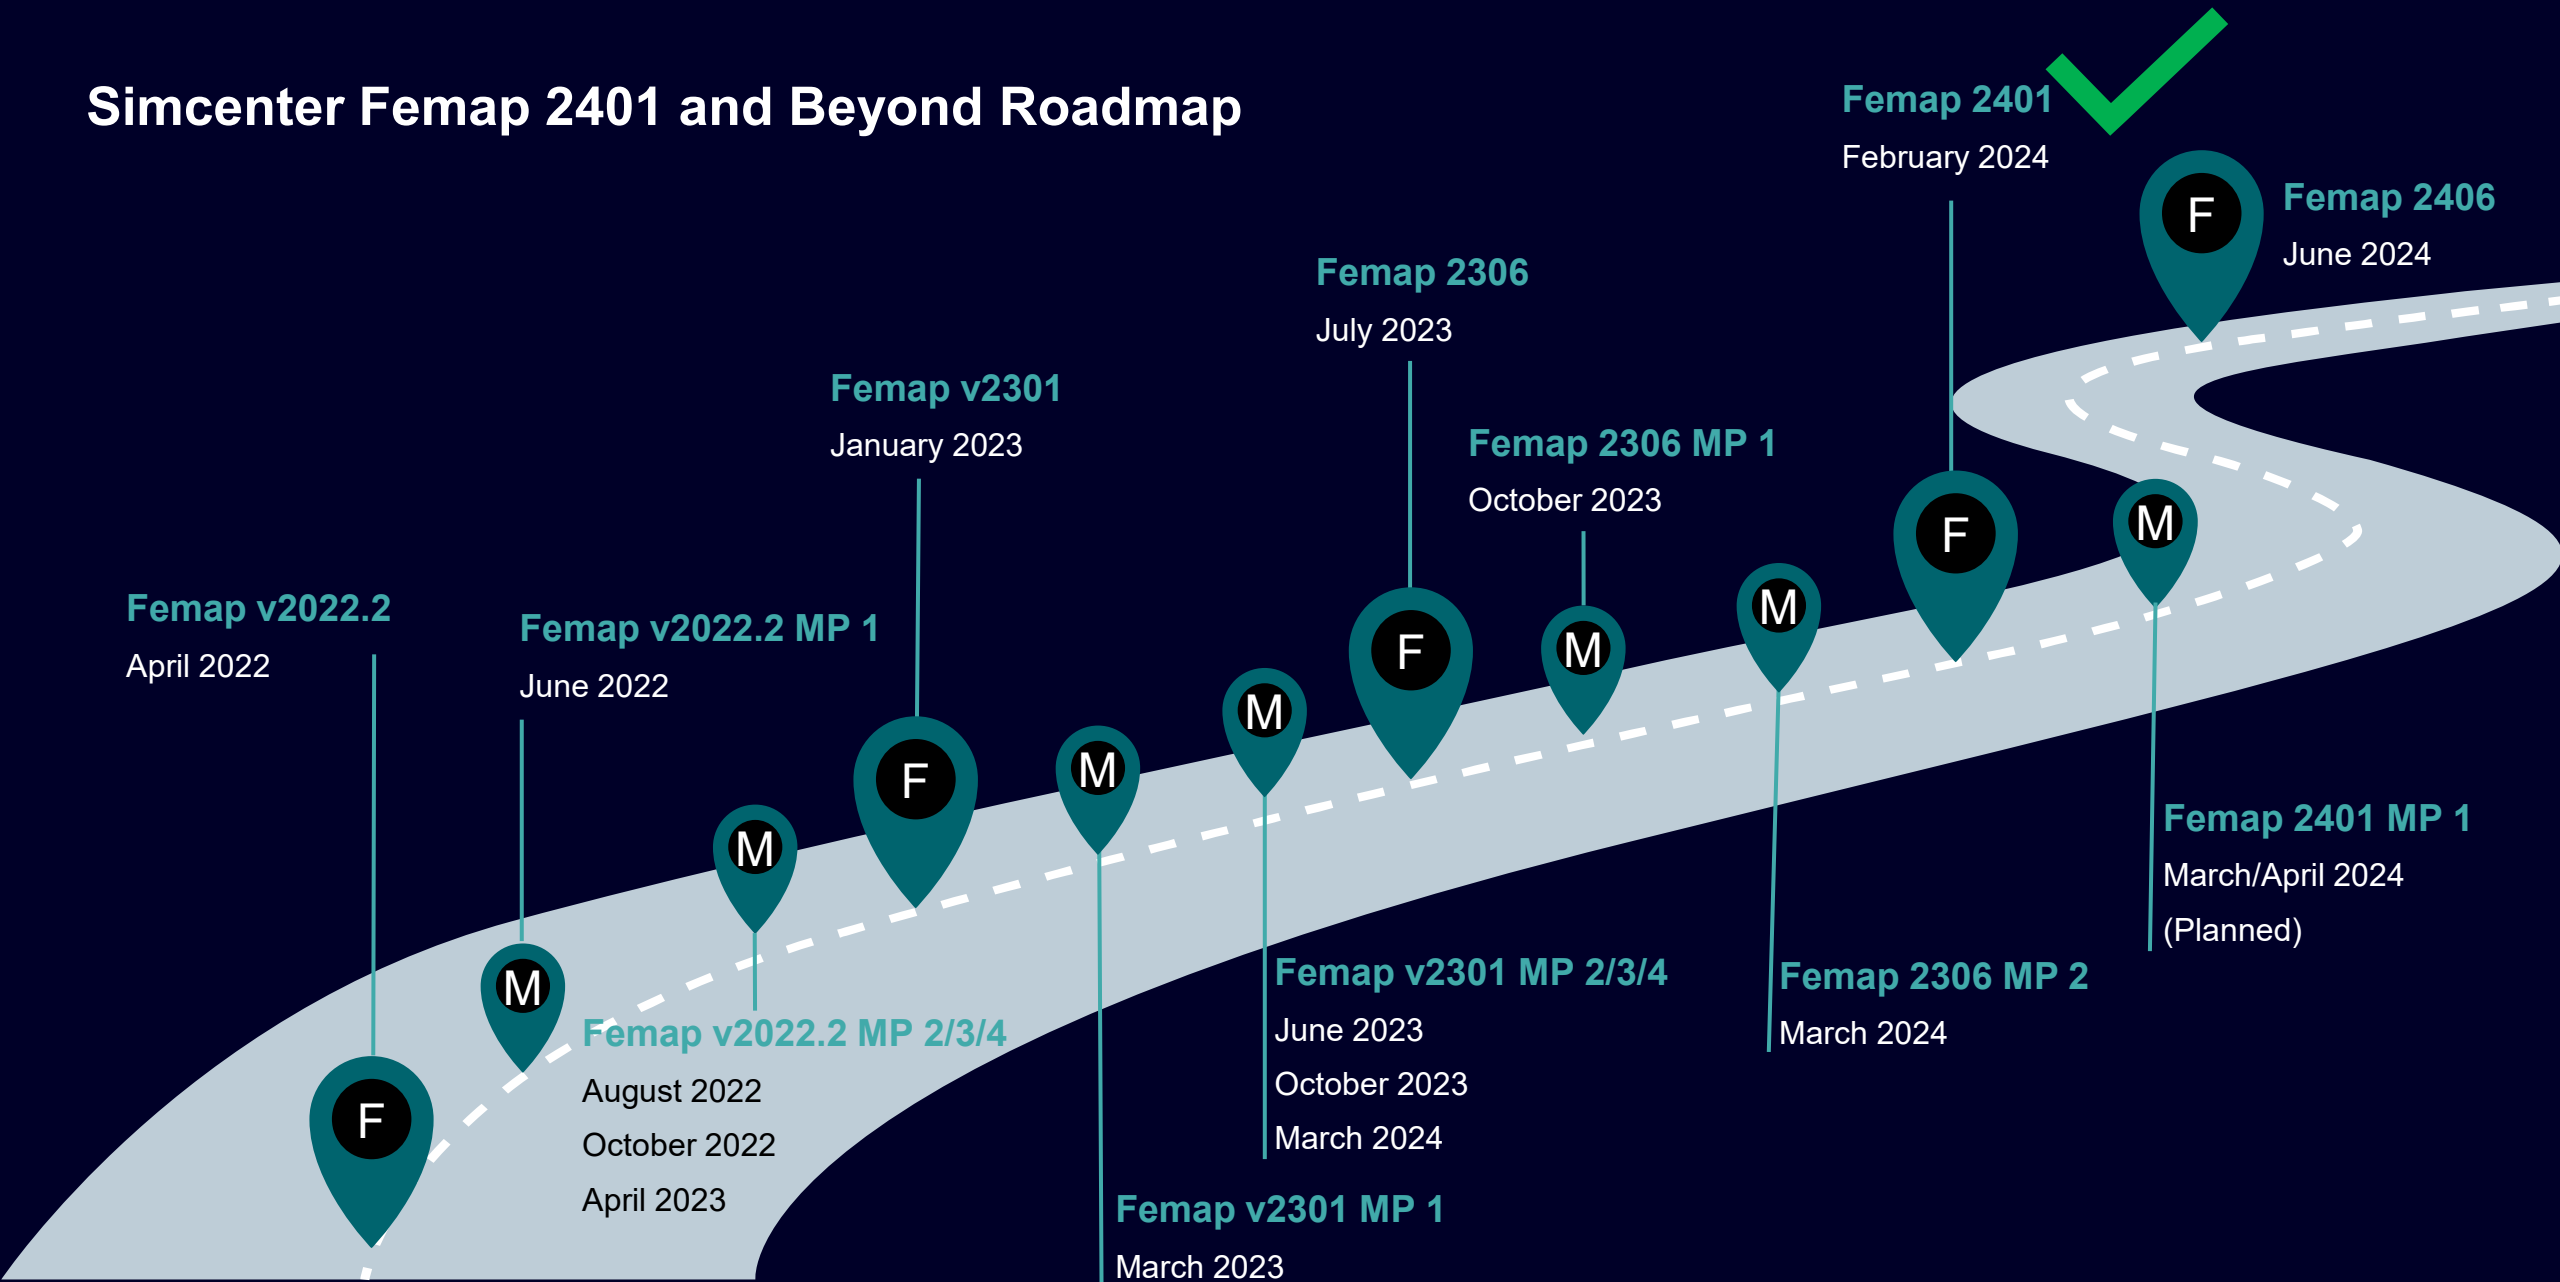 Simcenter Femap 2401 and Beyond Roadmap
Femap v2022.2
April 2022
F
Femap v2022.2 MP 1
June 2022
M
M
Femap v2022.2 MP 2/3/4
August 2022
October 2022
April 2023
Femap v2301
January 2023
F
M
Femap v2301 MP 1
March 2023
M
Femap v2301 MP 2/3/4
June 2023
October 2023
March 2024
Femap 2306
July 2023
F
Femap 2306 MP 1
October 2023
M
M
Femap 2306 MP 2
March 2024
Femap 2401
February 2024
F
M
Femap 2401 MP 1
March/April 2024
(Planned)
F
Femap 2406
June 2024